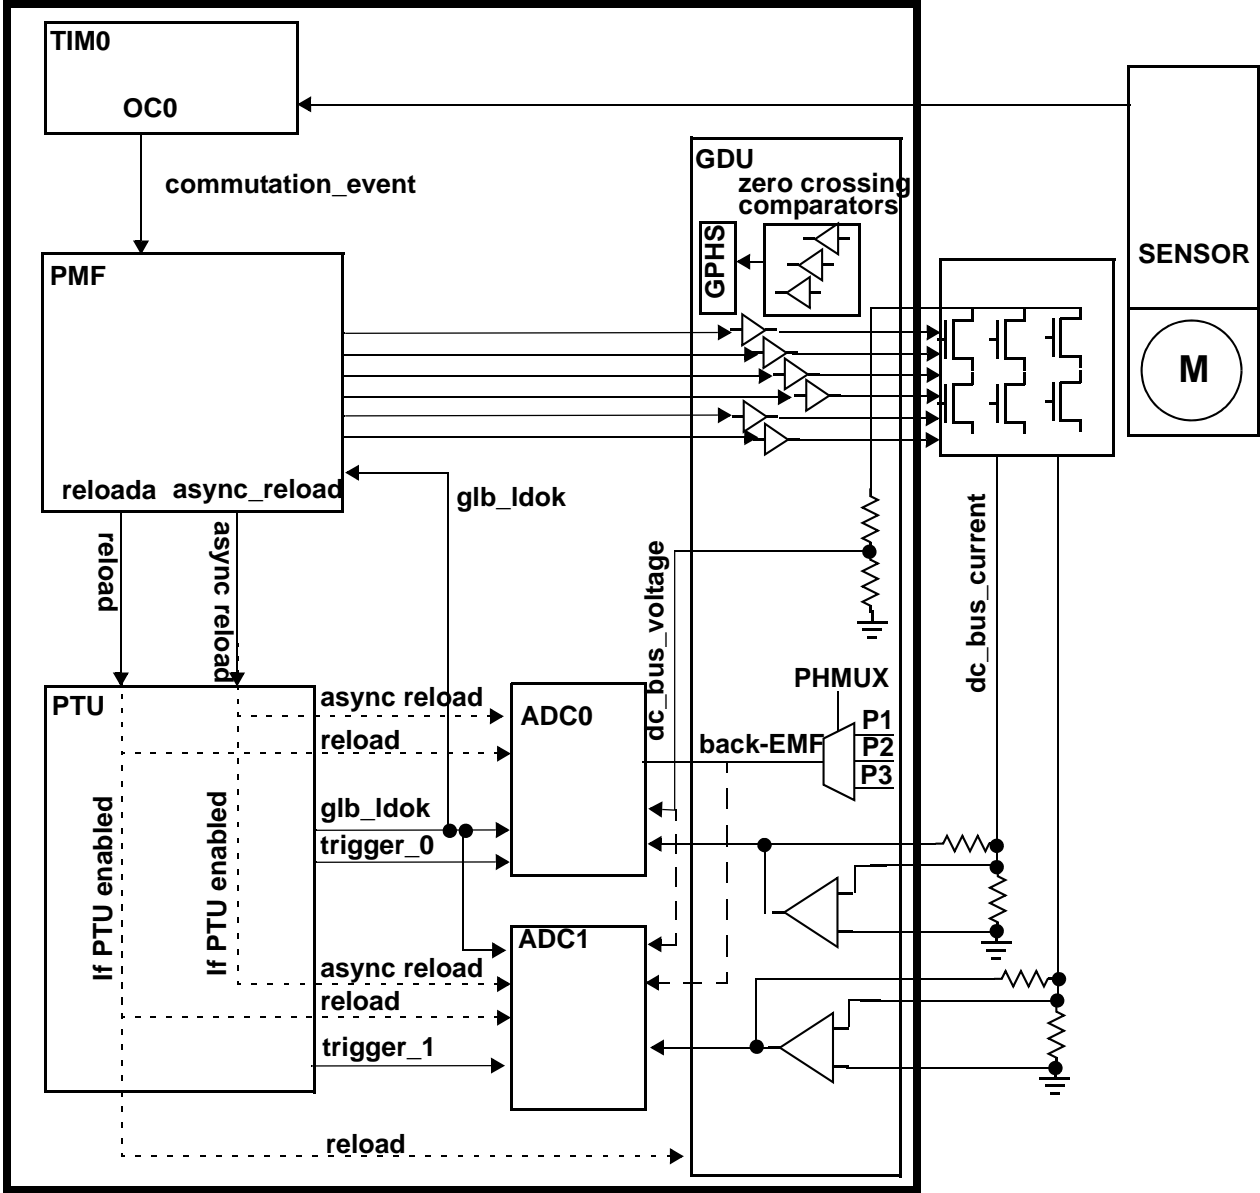 TIM0
OC0
commutation_event
GDU
zero crossing
comparators
GPHS
SENSOR
M
PMF
reloada
async_reload
glb_ldok
reload
async reload
dc_bus_voltage
dc_bus_current
PTU
async reload
reload
ADC0
PHMUX
back-EMF
P1
P2
P3
glb_ldok
trigger_0
If PTU enabled
If PTU enabled
ADC1
async reload
reload
trigger_1
reload